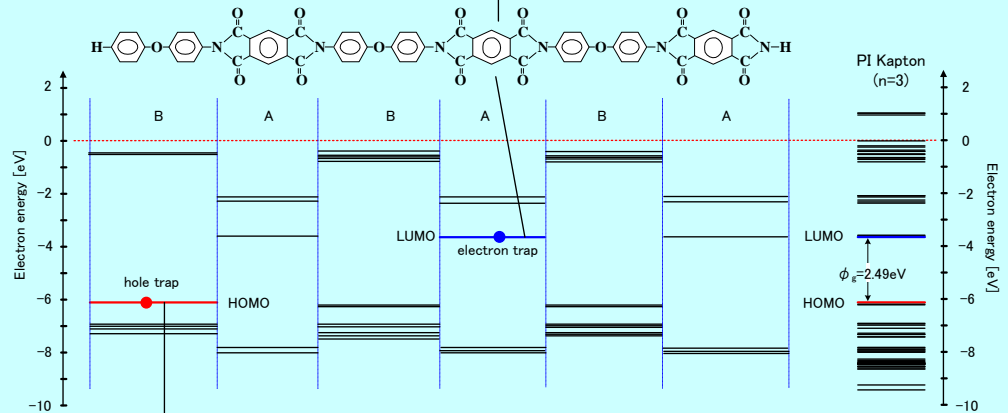 O O O O O O
C C C C C C
H O N N O N N O N N-H
C C C C C C
O O O O O O
PI Kapton
(n=3)
B A B A B A
2 2
0 0
-2 -2
-4 -4
-6 -6
-8 -8
-10 -10
Electron energy [eV]
Electron energy [eV]
LUMO
electron trap
LUMO
hole trap
ϕg=2.49eV
HOMO
HOMO